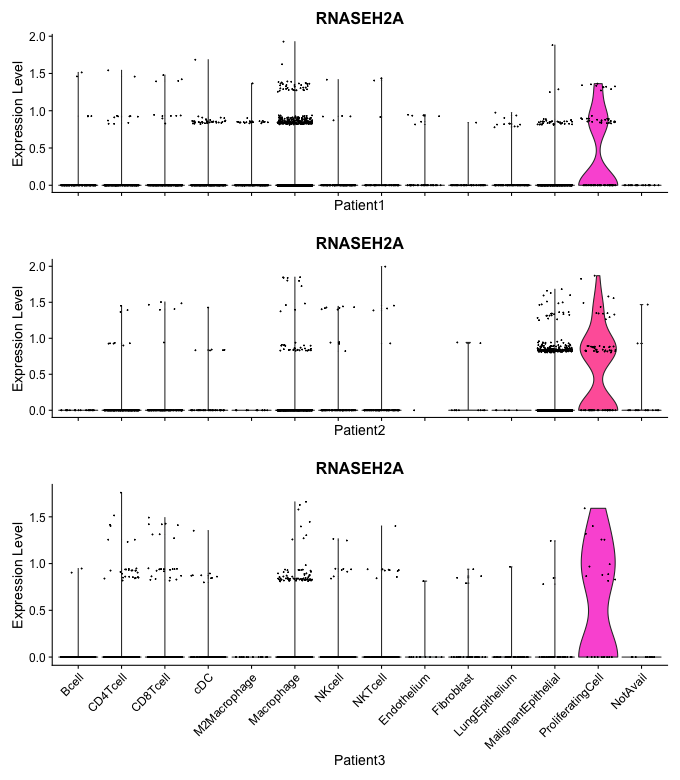 RNASEH2A
Expression Level
2.0
1.5
1.0
0.5
0.0
Patient1
RNASEH2A
Expression Level
2.0
1.5
1.0
0.5
0.0
Patient2
RNASEH2A
Expression Level
1.5
1.0
0.5
0.0
Bcell
CD4Tcell
CD8Tcell
cDC
M2Macrophage
Macrophage
NKcell
NKTcell
Endothelium
Fibroblast
LungEpithelium
MalignantEpithelial
ProliferatingCell
NotAvail
Patient3